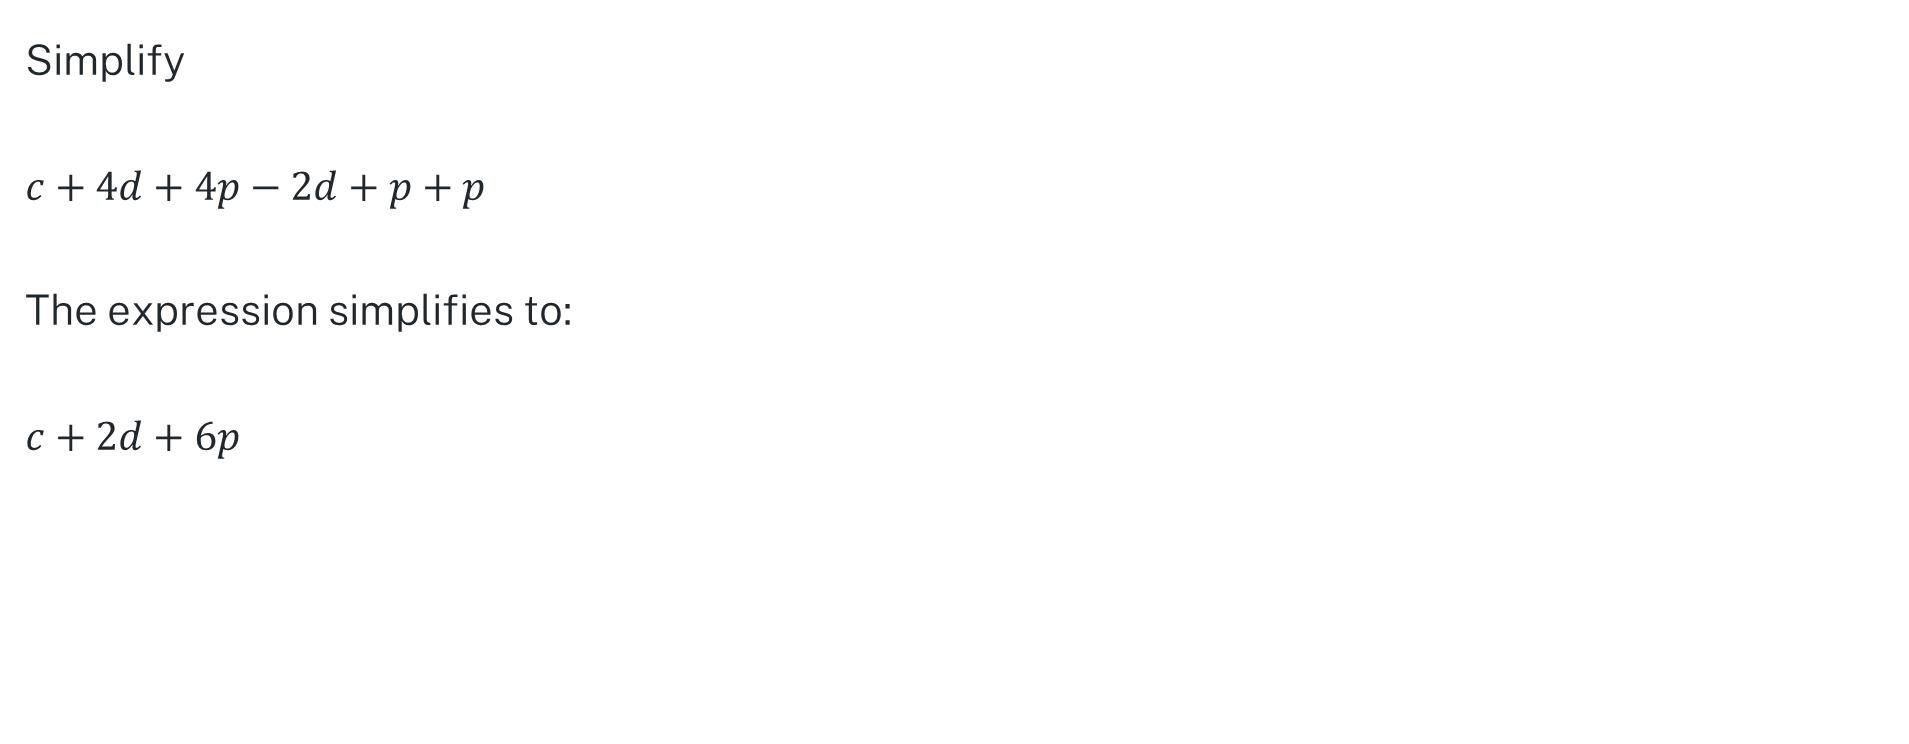 Simplify
c + 4d + 4p − 2d + p + p
The expression simplifies to:
c + 2d + 6p